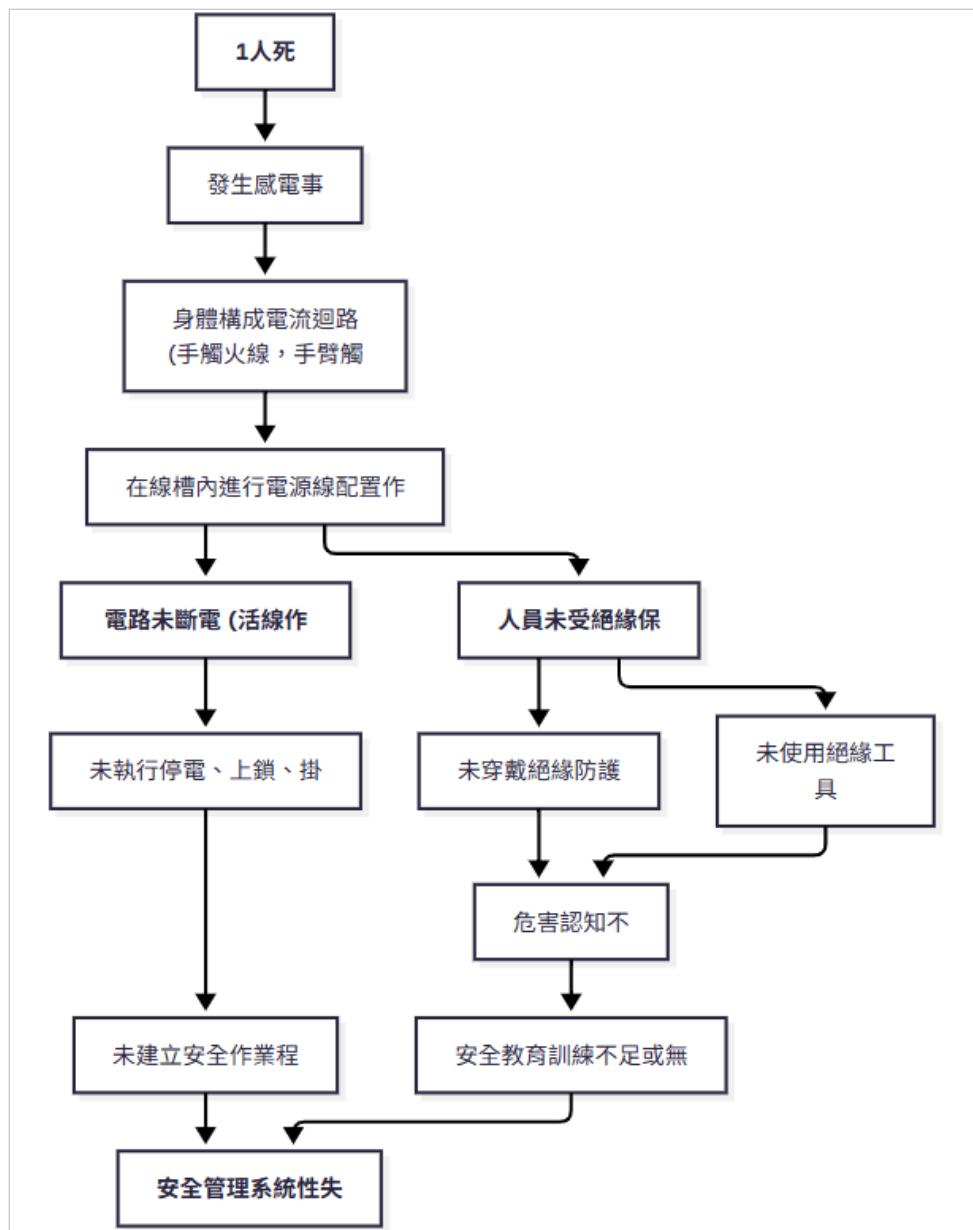 1人死
發生感電事
身體構成電流迴路
(手觸火線，手臂觸
在線槽內進行電源線配置作
電路未斷電 (活線作
人員未受絕緣保
未執行停電、上鎖、掛
未穿戴絕緣防護
未使用絕緣工
具
危害認知不
未建立安全作業程
安全教育訓練不足或無
安全管理系統性失